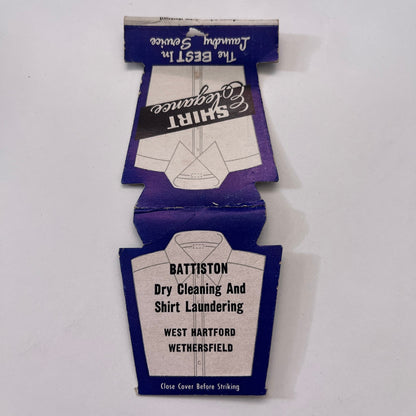 The BEST In
Laundry Service
SHIRT
Elegance
BATTISTON
Dry Cleaning And
Shirt Laundering
WEST HARTFORD
WETHERSFIELD
Close Cover Before Striking